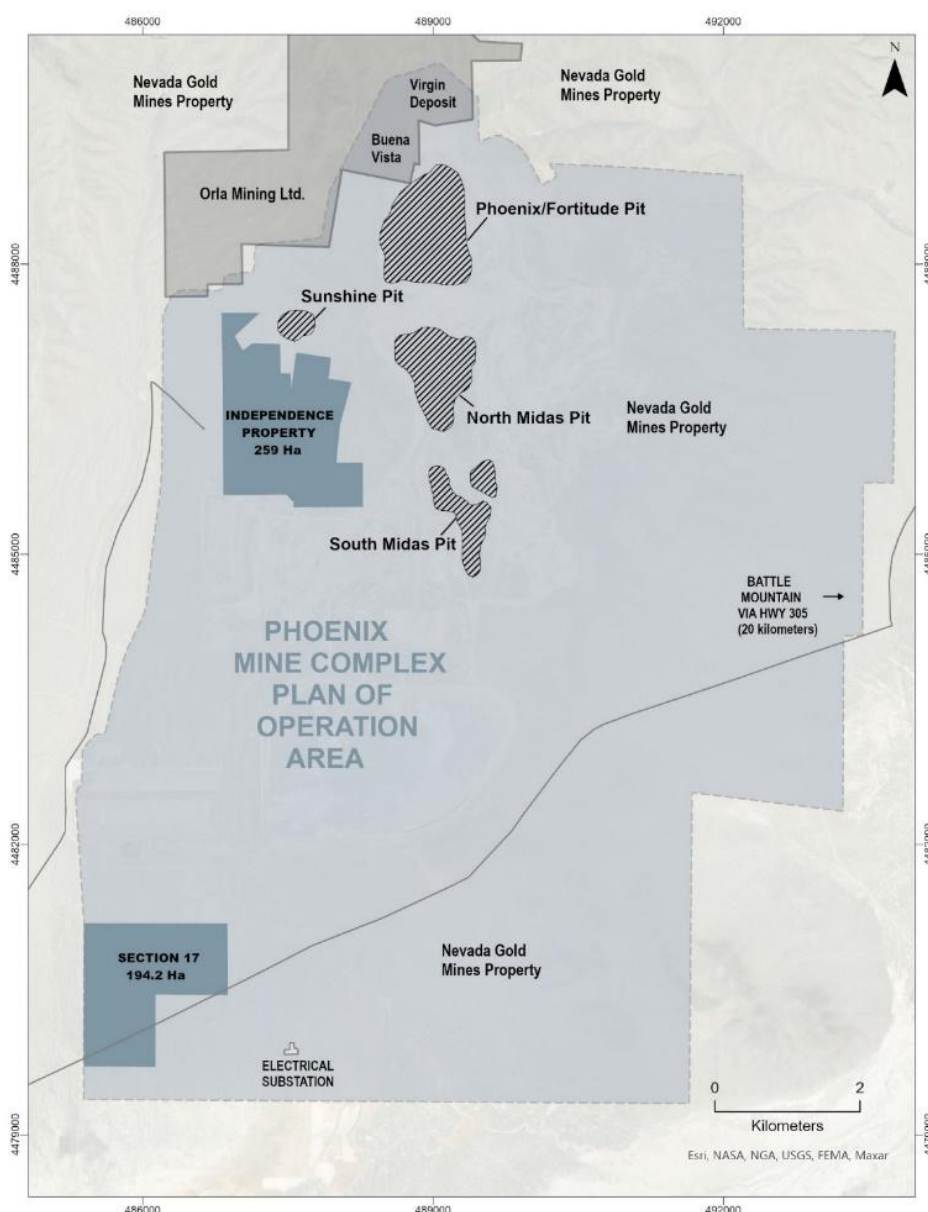 486000
489000
492000
N
Nevada Gold
Mines Property
Virgin
Deposit
Nevada Gold
Mines Property
Buena
Vista
Orla Mining Ltd.
Phoenix/Fortitude Pit
4488000
4488000
Sunshine Pit
INDEPENDENCE
PROPERTY
259 Ha
North Midas Pit
Nevada Gold
Mines Property
South Midas Pit
4485000
4485000
BATTLE
MOUNTAIN
VIA HWY 305
(20 kilometers)
PHOENIX
MINE COMPLEX
PLAN OF
OPERATION
AREA
4482000
4482000
SECTION 17
194.2 Ha
Nevada Gold
Mines Property
ELECTRICAL
SUBSTATION
0
2
Kilometers
4479000
4479000
Esri, NASA, NGA, USGS, FEMA, Maxar
486000
489000
492000